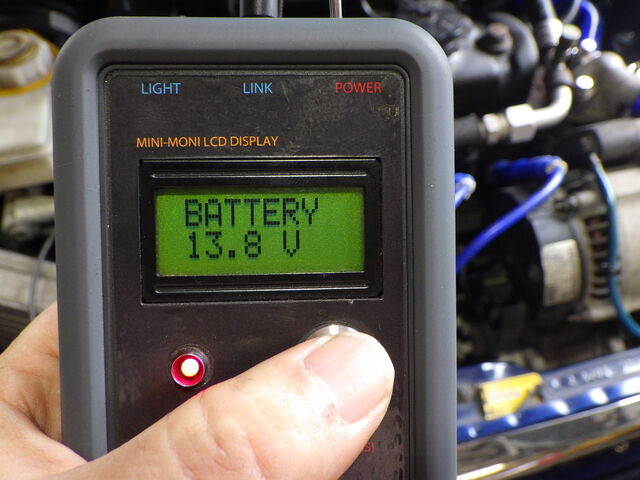 LIGHT LINK POWER
MINI-MONI LCD DISPLAY
BATTERY
13.8 V